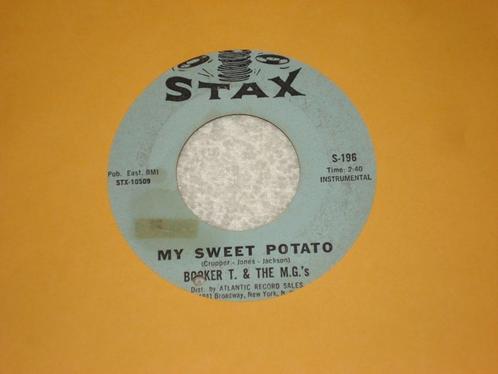 STAX
Pub. East, BMI
STX-10509
S-196
Time: 2:40
INSTRUMENTAL
MY SWEET POTATO
(Cropper - Jones - Jackson)
BOOKER T. & THE M.G.'s
Dist. by ATLANTIC RECORD SALES
1841 Broadway, New York, N.